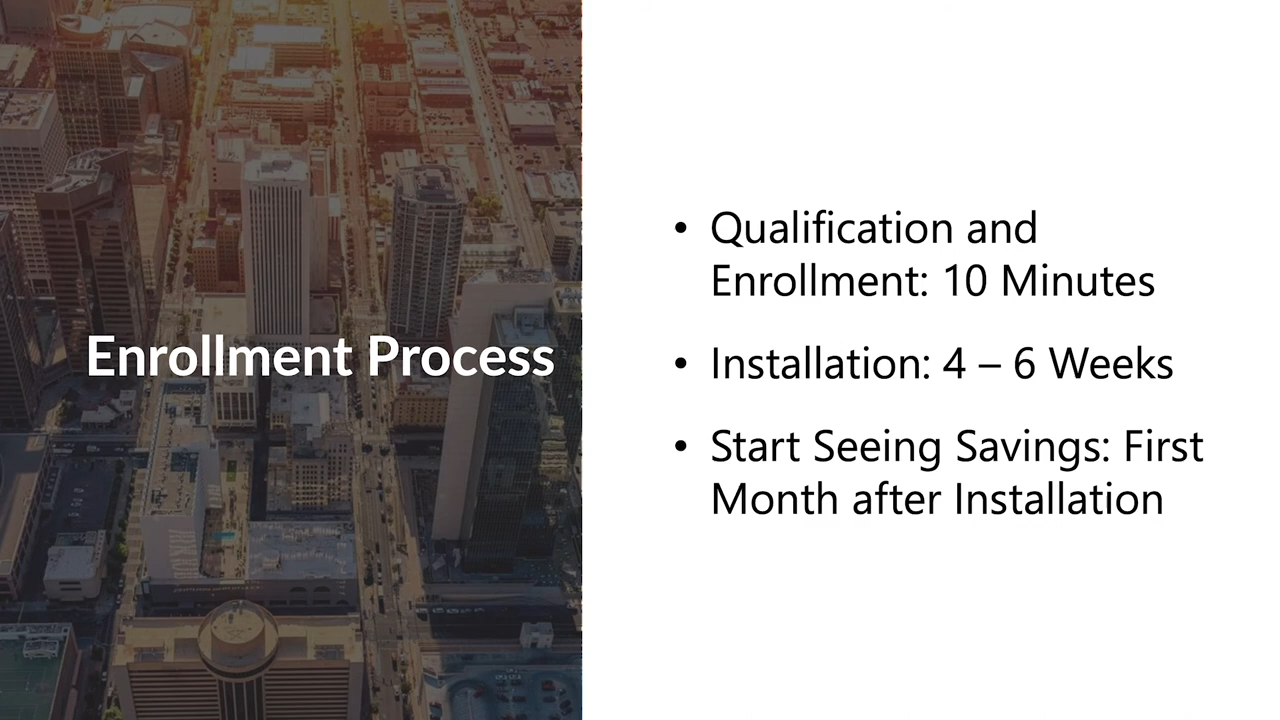 Enrollment Process
• Qualification and
Enrollment: 10 Minutes
• Installation: 4 – 6 Weeks
• Start Seeing Savings: First
Month after Installation